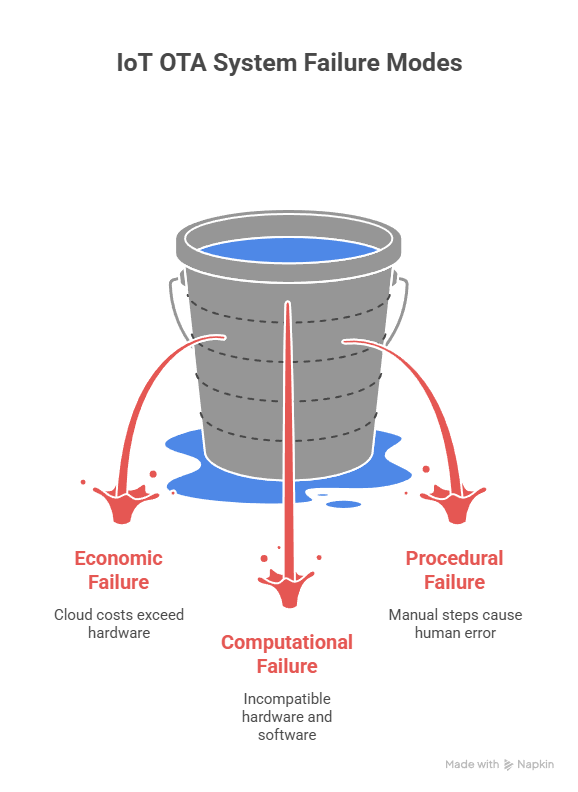 IoT OTA System Failure Modes
Economic
Failure
Cloud costs exceed
hardware
Procedural
Failure
Manual steps cause
human error
Computational
Failure
Incompatible
hardware and
software
Made with Napkin